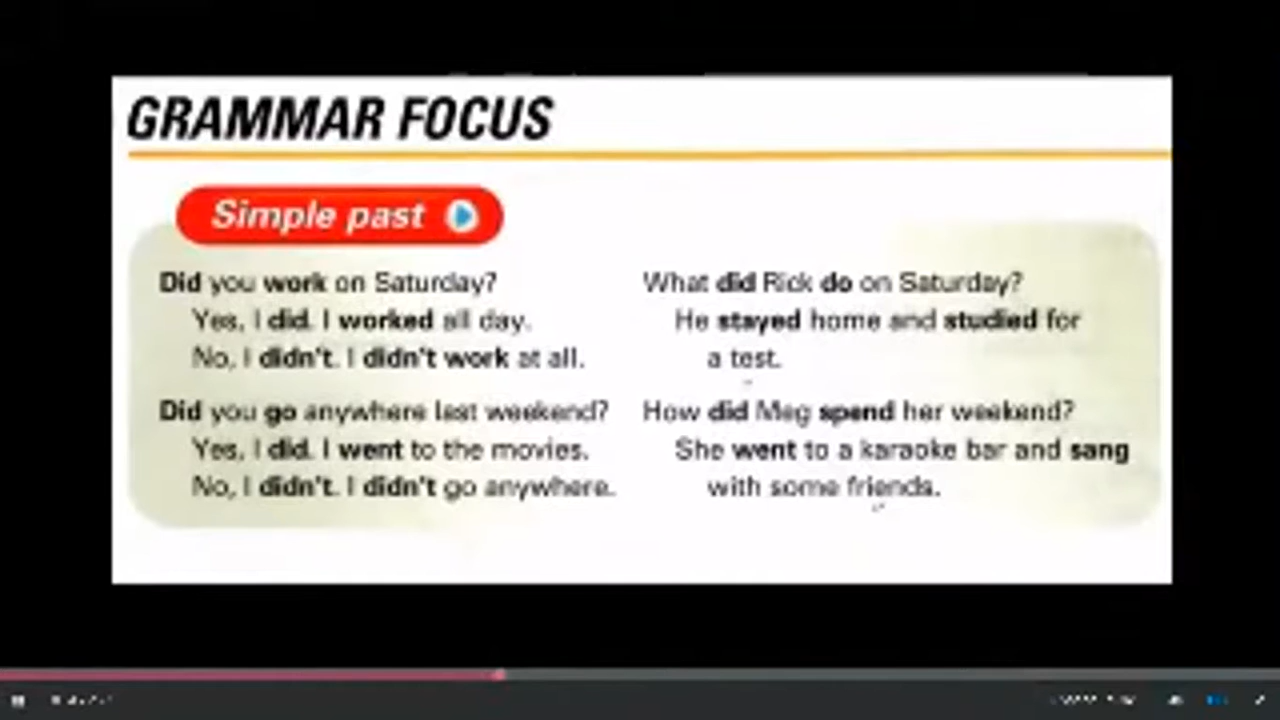 GRAMMAR FOCUS
Simple past
Did you work on Saturday?
Yes, I did. I worked all day.
No, I didn't. I didn't work at all.
Did you go anywhere last weekend?
Yes, I did. I went to the movies.
No, I didn't. I didn't go anywhere.
What did Rick do on Saturday?
He stayed home and studied for
a test.
How did Meg spend her weekend?
She went to a karaoke bar and sang
with some friends.